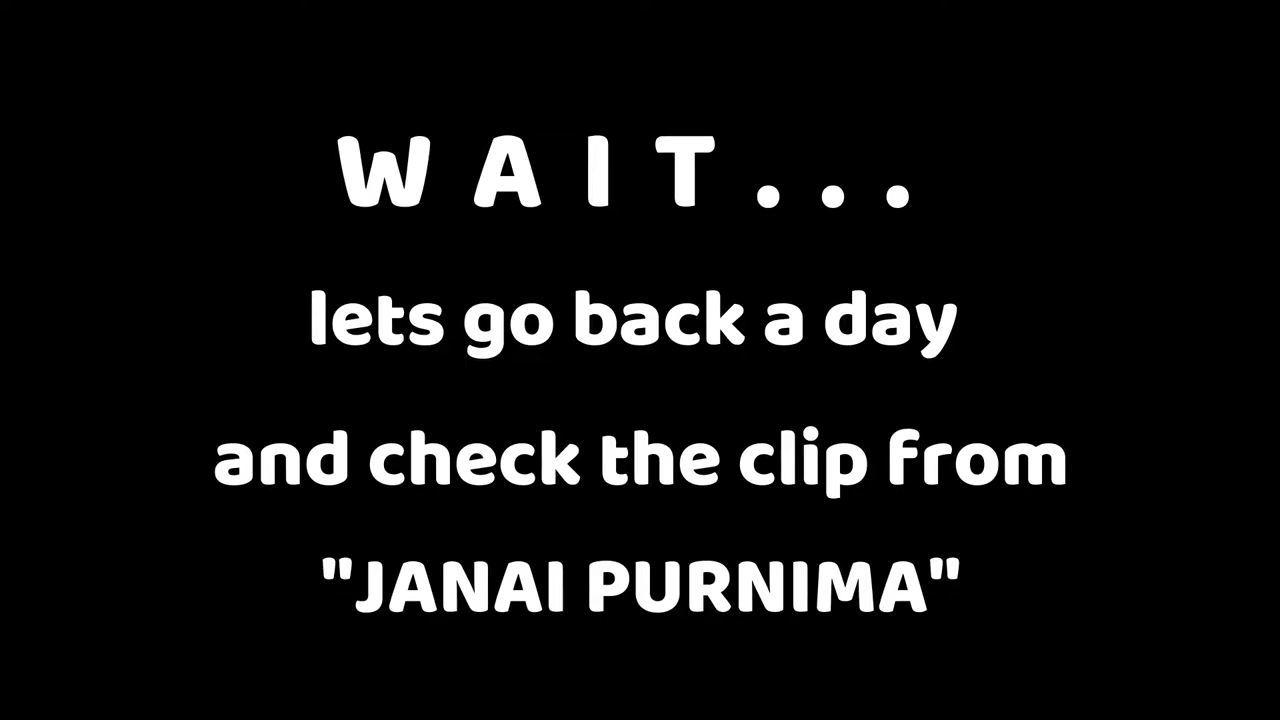 W A I T . . .
lets go back a day
and check the clip from
"JANAI PURNIMA"